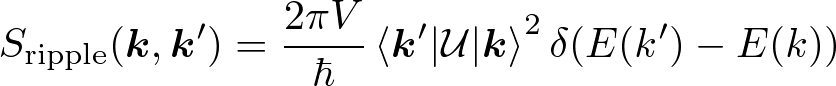 S_ripple(𝒌, 𝒌′) = 2πV/ħ ⟨𝒌′|𝒰|𝒌⟩² δ(E(k′) − E(k))